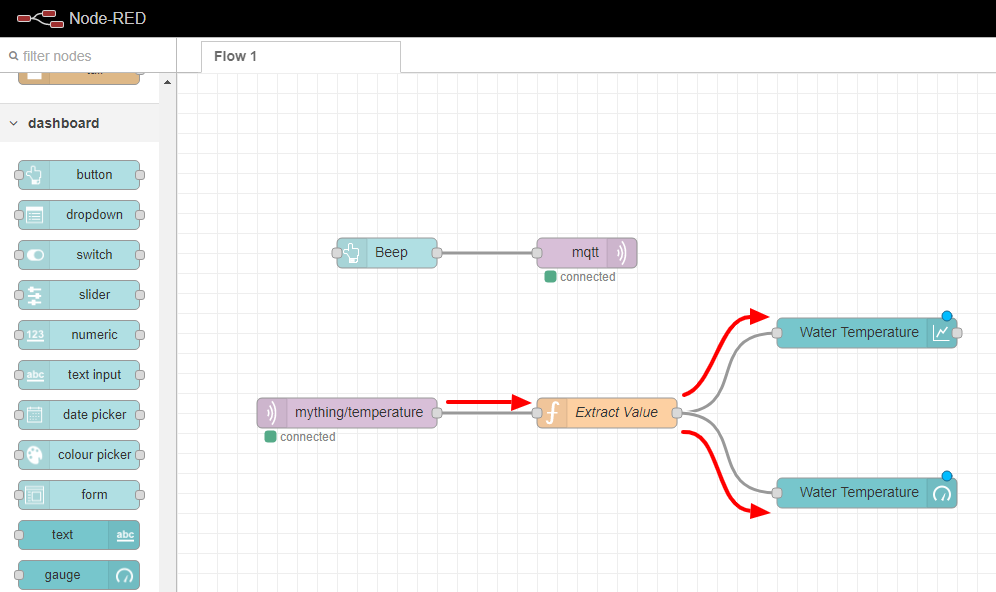 Node-RED
filter nodes
Flow 1
dashboard
button
dropdown
switch
slider
123 numeric
abc text input
date picker
colour picker
form
text abc
gauge
Beep
mqtt
connected
Water Temperature
mything/temperature
Extract Value
connected
Water Temperature